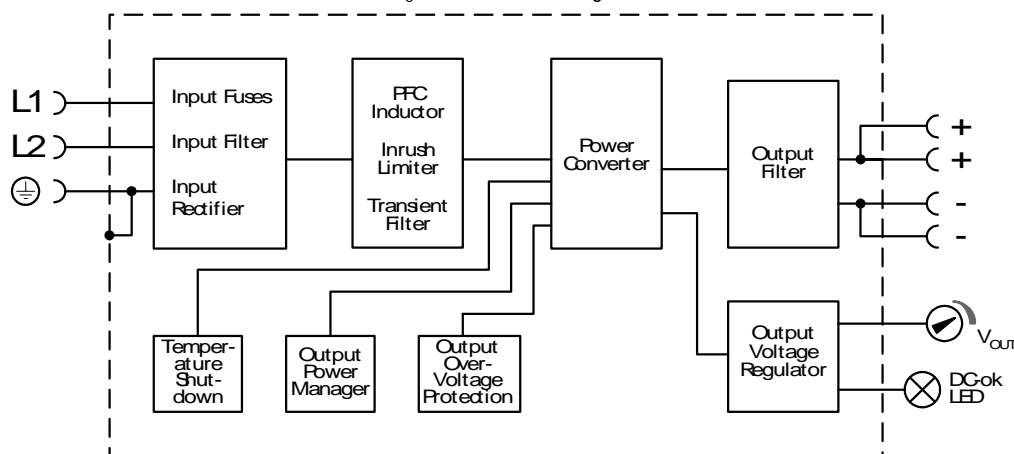 L1
L2
Input Fuses
Input Filter
Input
Rectifier
PFC
Inductor
Inrush
Limiter
Transient
Filter
Power
Converter
Output
Filter
+
+
-
-
Temper-
ature
Shut-
down
Output
Power
Manager
Output
Over-
Voltage
Protection
Output
Voltage
Regulator
VOUT
DC-ok
LED